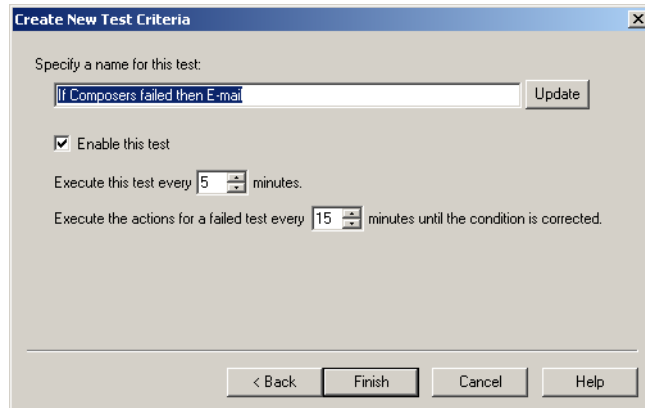 Create New Test Criteria
Specify a name for this test:
If Composers failed then E-mail
Update
Enable this test
Execute this test every 5 minutes.
Execute the actions for a failed test every 15 minutes until the condition is corrected.
< Back
Finish
Cancel
Help